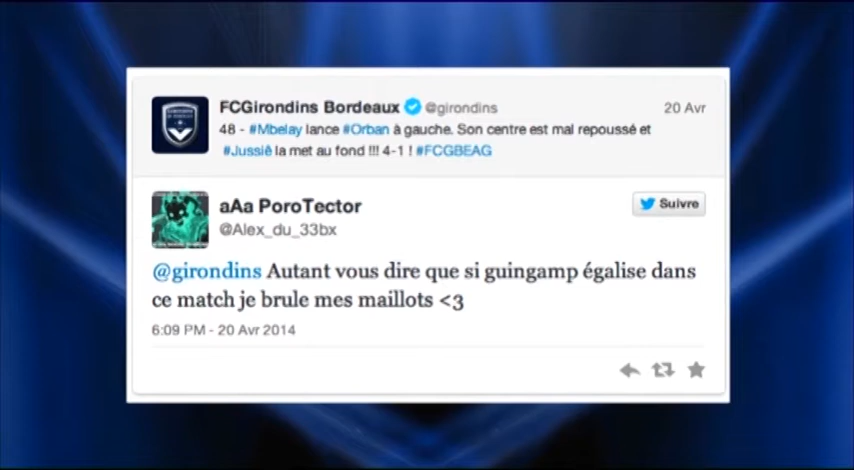 FCGirondins Bordeaux @girondins 20 Avr
48 - #Mbelay lance #Orban à gauche. Son centre est mal repoussé et
#Jussiê la met au fond !!! 4-1 ! #FCGBEAG
aAa PoroTector
@Alex_du_33bx
Suivre
@girondins Autant vous dire que si guingamp égalise dans
ce match je brule mes maillots <3
6:09 PM - 20 Avr 2014